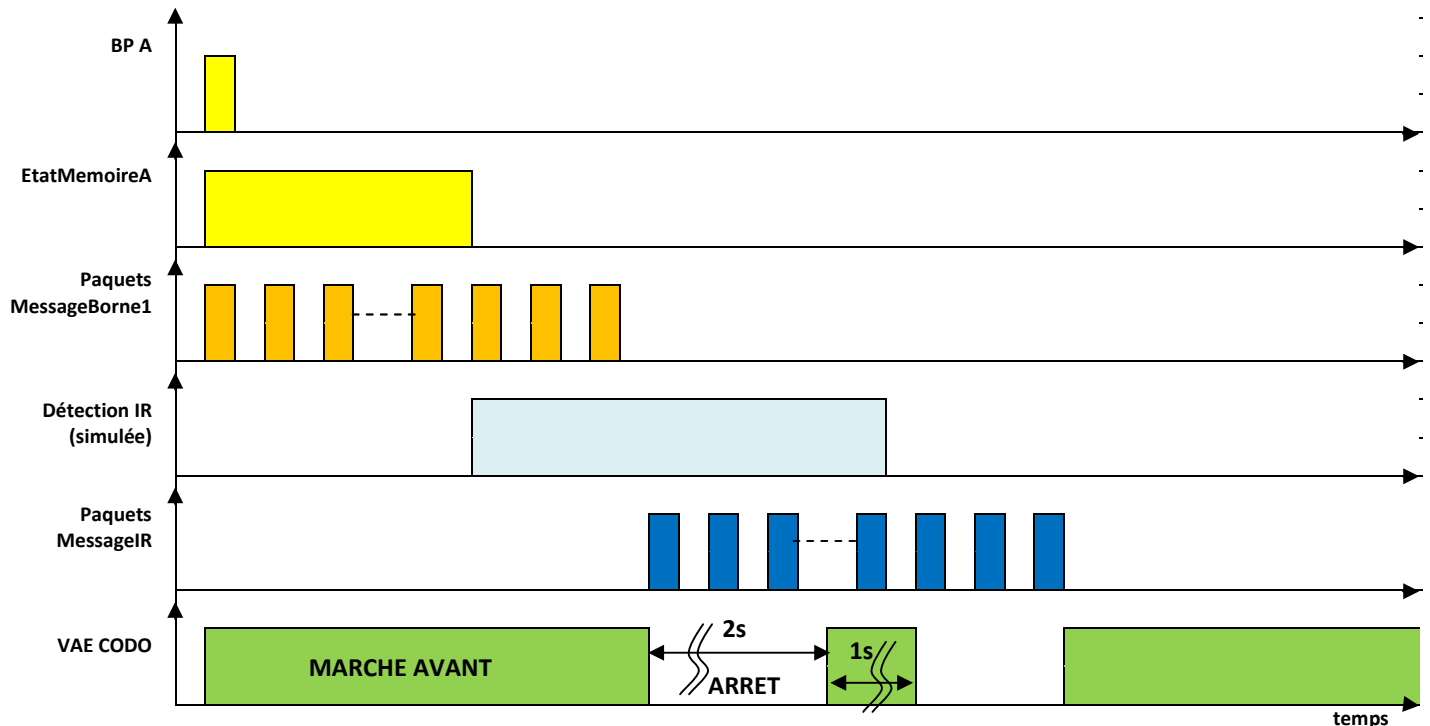 BP A
EtatMemoireA
Paquets
MessageBorne1
Détection IR
(simulée)
Paquets
MessageIR
VAE CODO
MARCHE AVANT
2s
ARRET
1s
temps